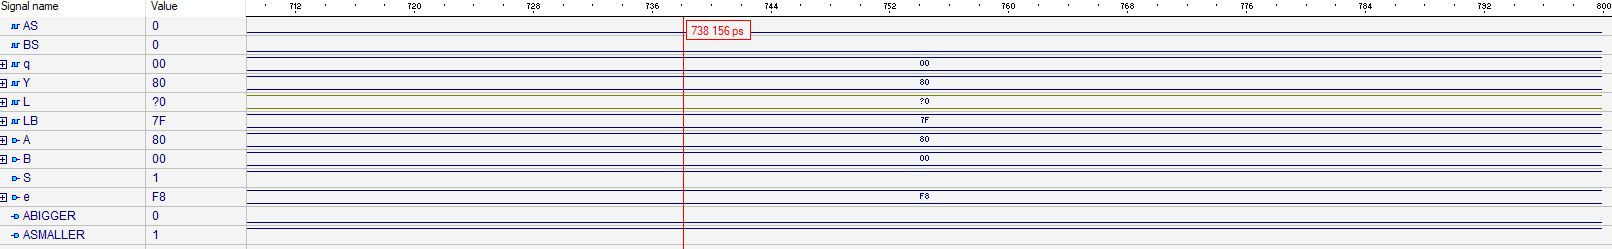 Signal name Value 712 720 728 736 744 752 760 768 776 784 792 800
AS 0
738 156 ps
BS 0
q 00 00
Y 80 80
L ?0 ?0
LB 7F 7F
A 80 80
B 00 00
S 1
e F8 F8
ABIGGER 0
ASMALLER 1